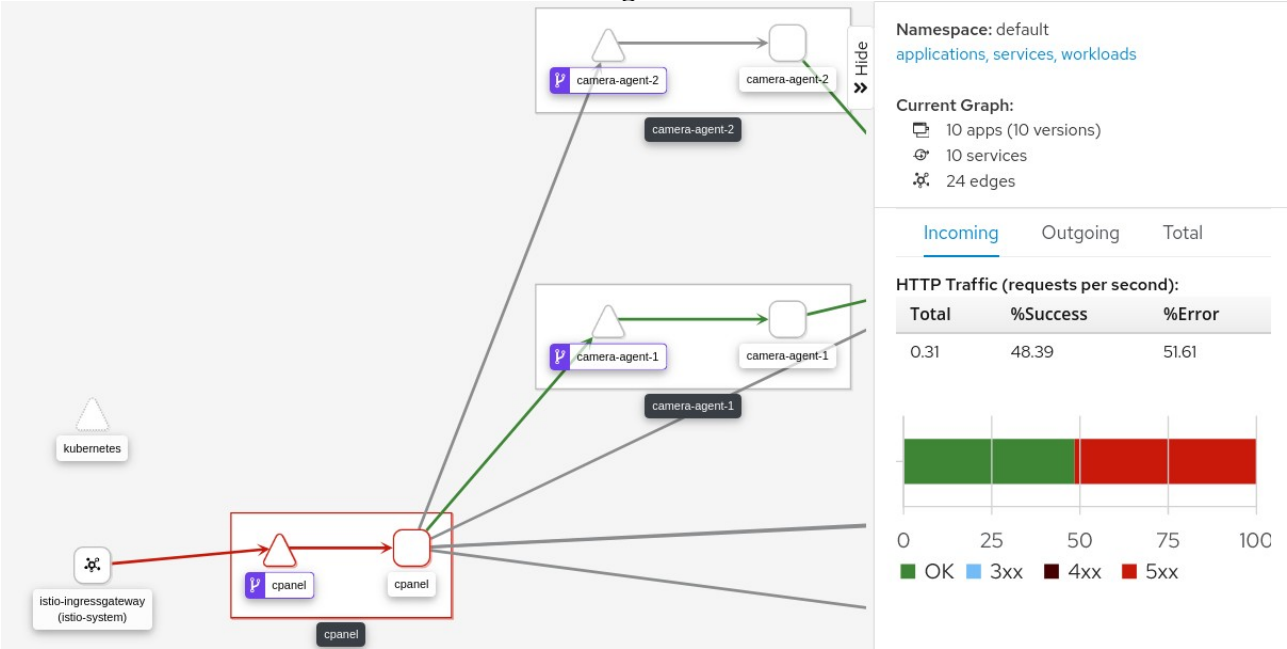 camera-agent-2
camera-agent-2
camera-agent-2
camera-agent-1
camera-agent-1
camera-agent-1
kubernetes
istio-ingressgateway
(istio-system)
cpanel
cpanel
cpanel
Hide
Namespace: default
applications, services, workloads
Current Graph:
10 apps (10 versions)
10 services
24 edges
Incoming Outgoing Total
HTTP Traffic (requests per second):
Total %Success %Error
0.31 48.39 51.61
0 25 50 75 100
OK 3xx 4xx 5xx